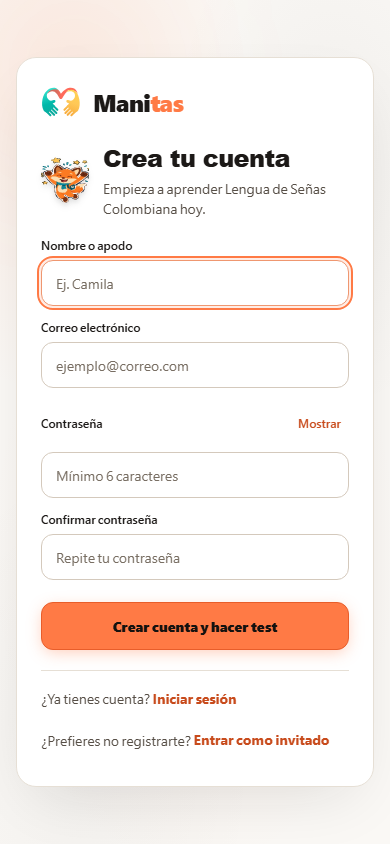 Manitas
Crea tu cuenta
Empieza a aprender Lengua de Señas
Colombiana hoy.
Nombre o apodo
Ej. Camila
Correo electrónico
ejemplo@correo.com
Contraseña
Mostrar
Mínimo 6 caracteres
Confirmar contraseña
Repite tu contraseña
Crear cuenta y hacer test
¿Ya tienes cuenta? Iniciar sesión
¿Prefieres no registrarte? Entrar como invitado